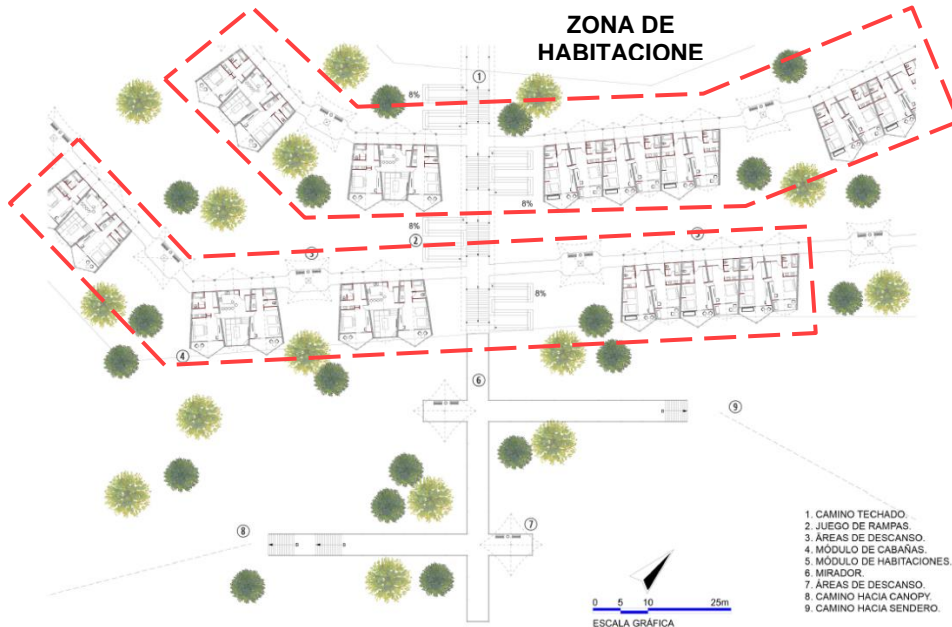 ZONA DE
HABITACIONE
1
8%
8%
8%
2
3
5
8%
4
6
9
7
8
1. CAMINO TECHADO.
2. JUEGO DE RAMPAS.
3. ÁREAS DE DESCANSO.
4. MÓDULO DE CABAÑAS.
5. MÓDULO DE HABITACIONES.
6. MIRADOR.
7. ÁREAS DE DESCANSO.
8. CAMINO HACIA CANOPY.
9. CAMINO HACIA SENDERO.
0 5 10 25m
ESCALA GRÁFICA